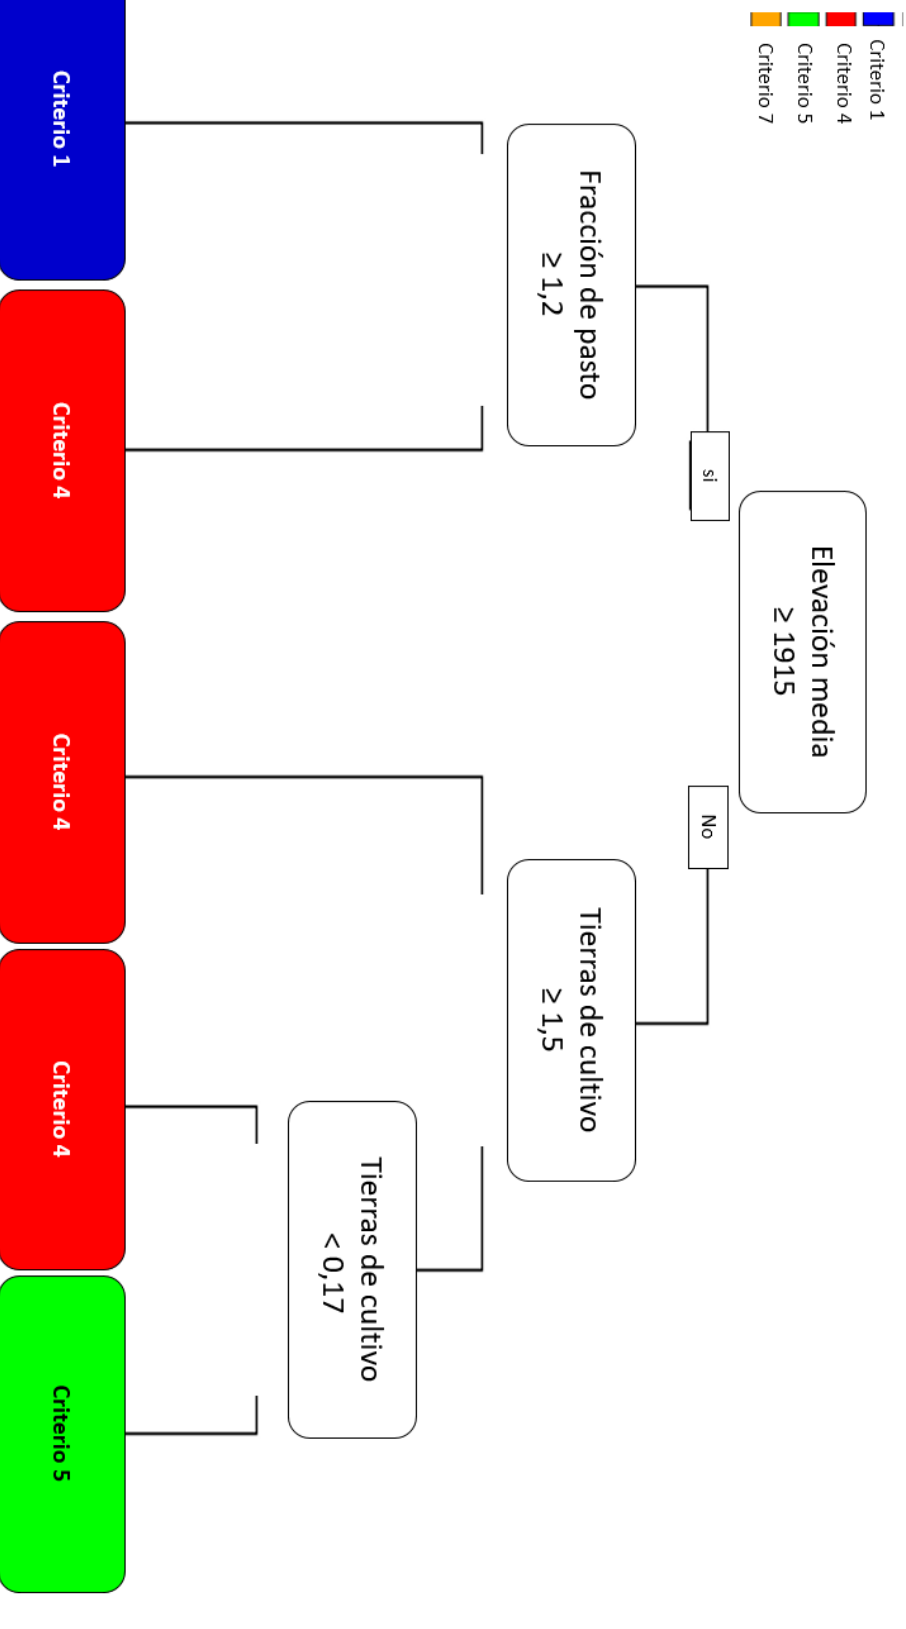 Criterio 1
Criterio 4
Criterio 5
Criterio 7
Elevación media
≥ 1915
si
No
Fracción de pasto
≥ 1,2
Tierras de cultivo
≥ 1,5
Tierras de cultivo
< 0,17
Criterio 1
Criterio 4
Criterio 4
Criterio 4
Criterio 5